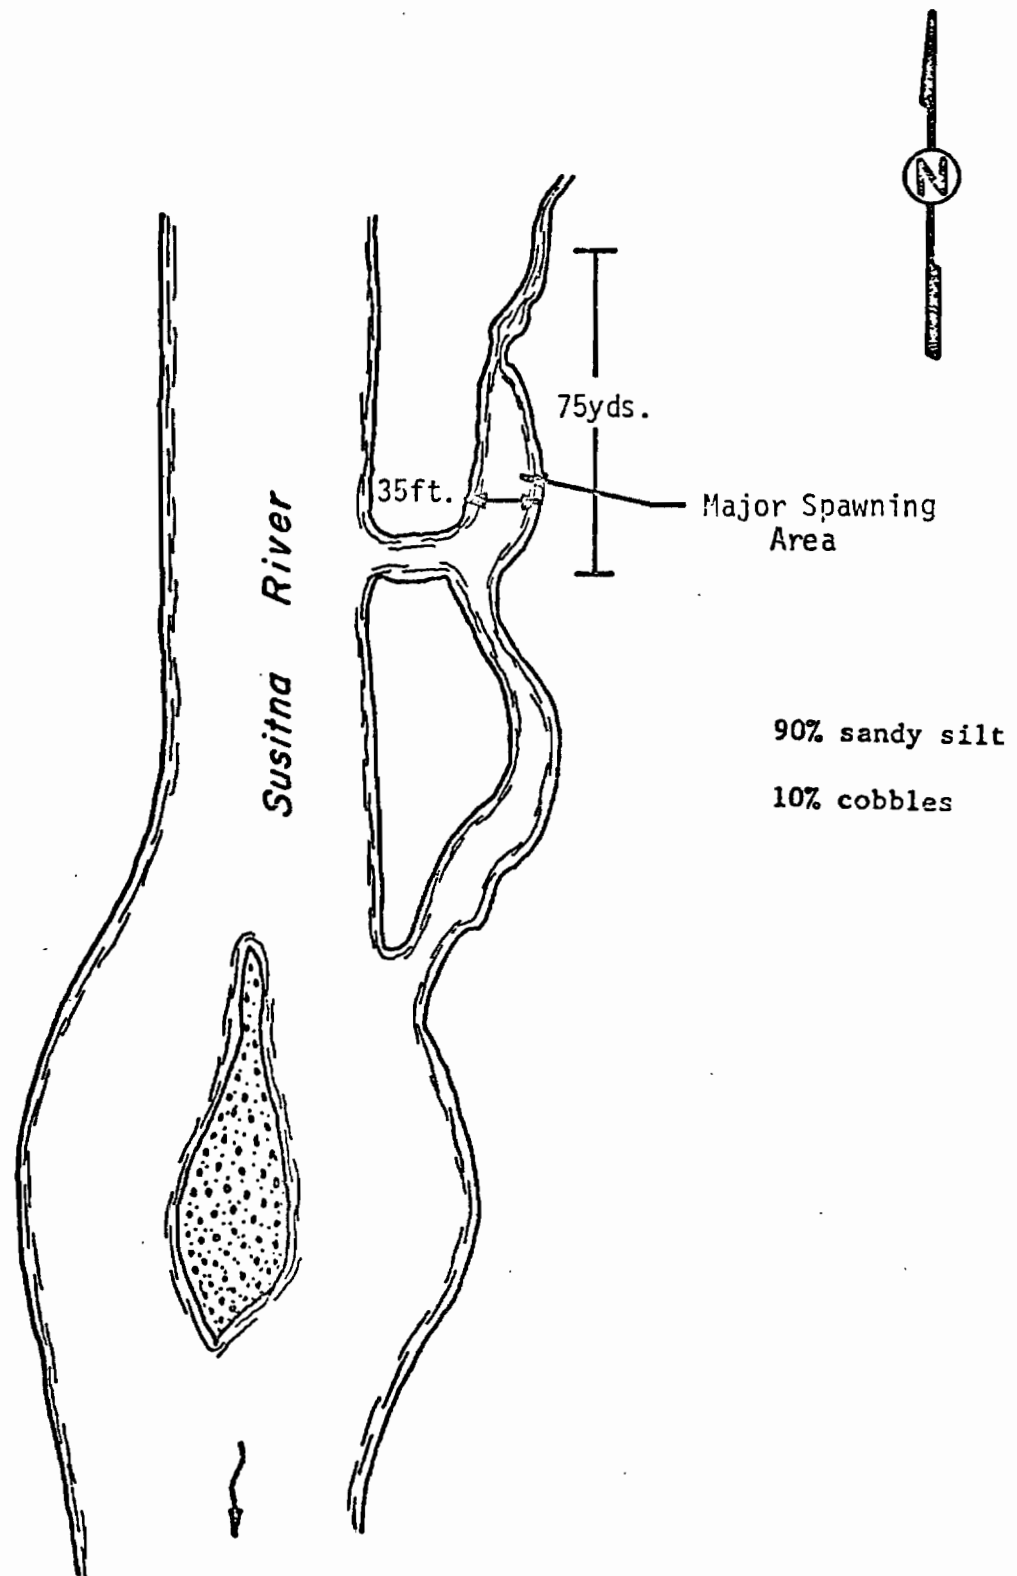 N
75yds.
35ft.
Major Spawning
Area
Susitna River
90% sandy silt
10% cobbles